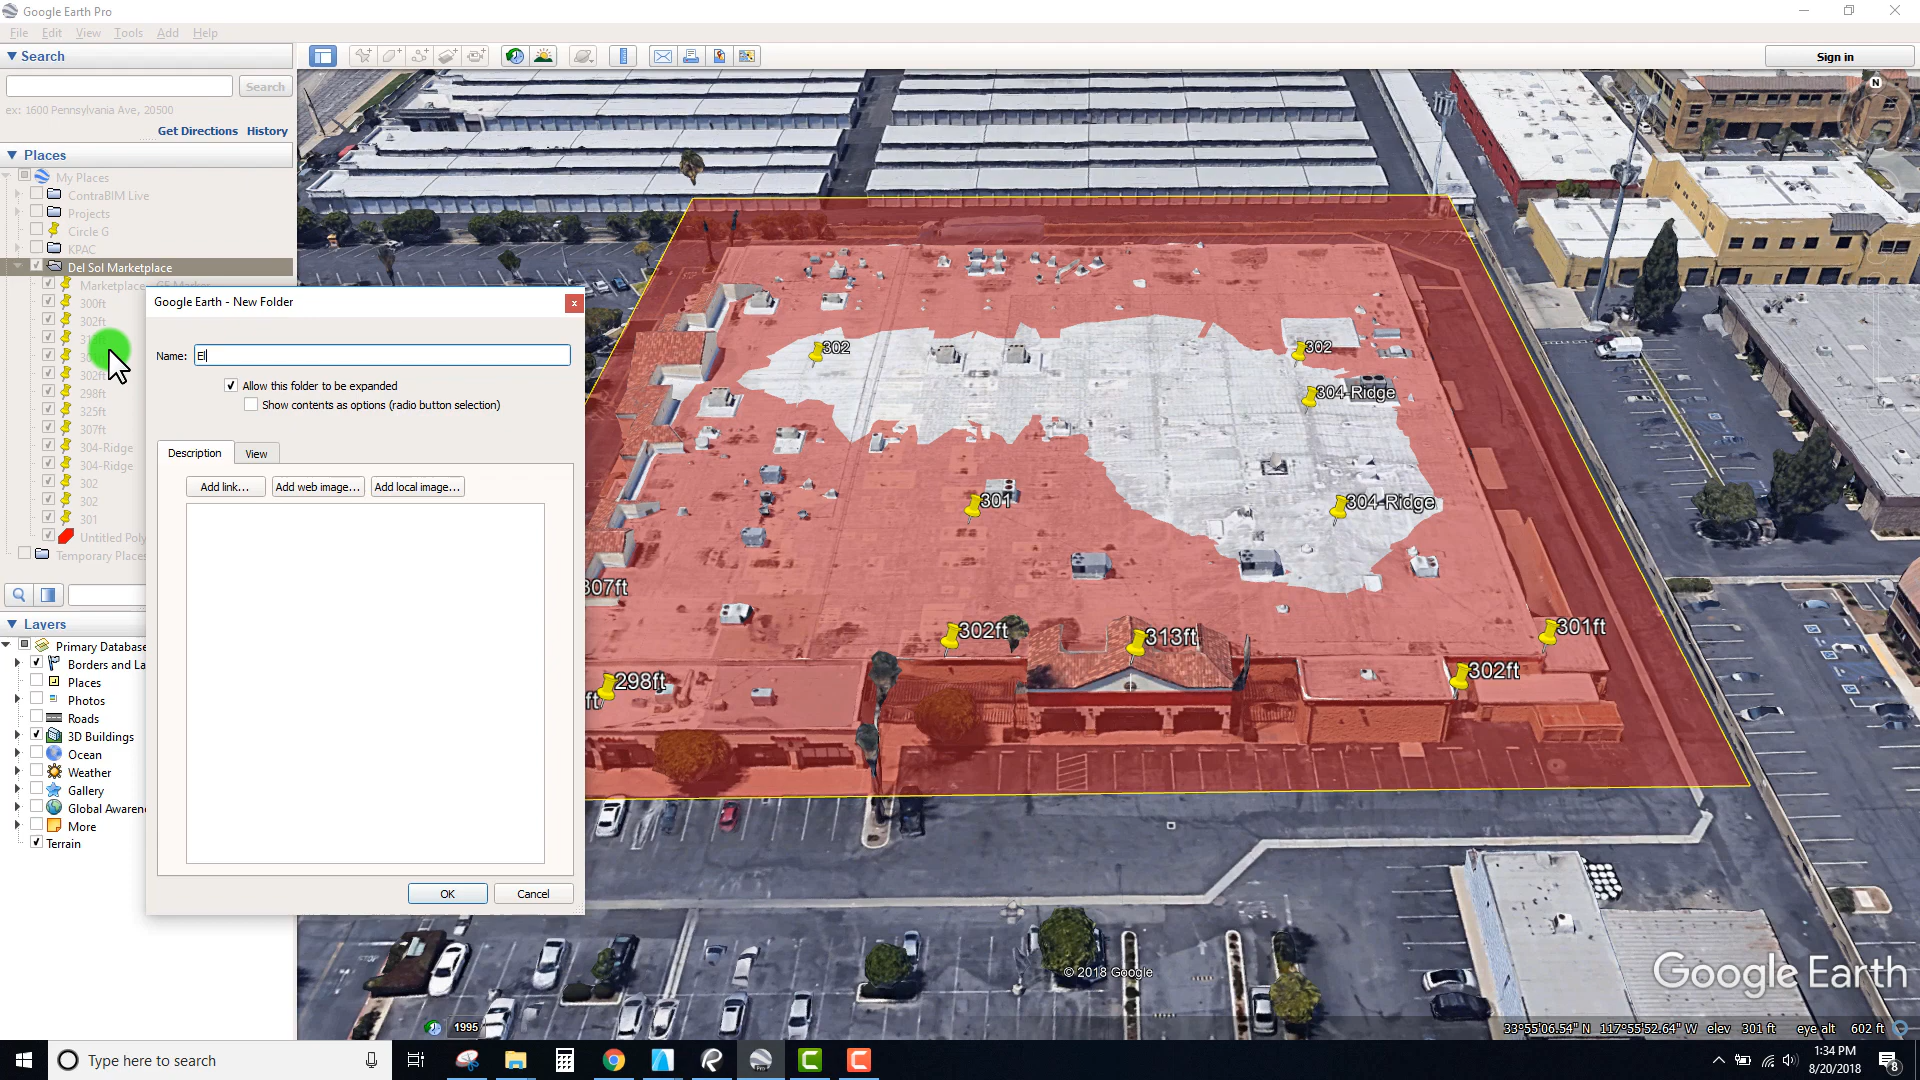 Google Earth Pro
File Edit View Tools Add Help
Search
Sign in
Search
ex: 1600 Pennsylvania Ave, 20500
Get Directions History
Places
My Places
ContraBIM Live
Projects
Circle G
KPAC
Del Sol Marketplace
Marketplace
300ft
302ft
302ft
298ft
325ft
307ft
304-Ridge
304-Ridge
302
302
301
Untitled Poly
Temporary Places
Layers
Primary Database
Borders and La
Places
Photos
Roads
3D Buildings
Ocean
Weather
Gallery
Global Awaren
More
Terrain
Google Earth - New Folder
x
Name: El
Allow this folder to be expanded
Show contents as options (radio button selection)
Description View
Add link... Add web image... Add local image...
OK Cancel
N
302
302
304-Ridge
301
304-Ridge
307ft
302ft
313ft
301ft
298ft
ft
302ft
© 2018 Google
Google Earth
1995
33°55'06.54" N 117°55'52.64" W elev 301 ft eye alt 602 ft
Type here to search
1:34 PM
8/20/2018
8